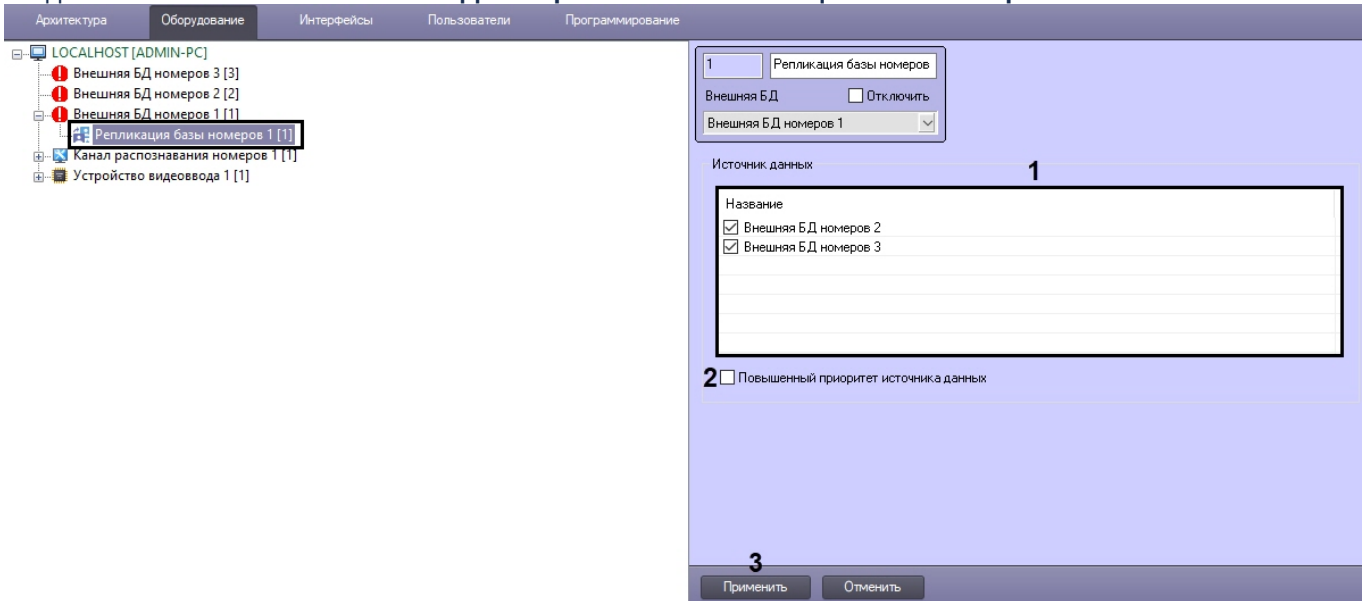 Архитектура Оборудование Интерфейсы Пользователи Программирование
LOCALHOST [ADMIN-PC]
Внешняя БД номеров 3 [3]
Внешняя БД номеров 2 [2]
Внешняя БД номеров 1 [1]
Репликация базы номеров 1 [1]
Канал распознавания номеров 1 [1]
Устройство видеоввода 1 [1]
1 Репликация базы номеров
Внешняя БД Отключить
Внешняя БД номеров 1
Источник данных
1
Название
Внешняя БД номеров 2
Внешняя БД номеров 3
2 Повышенный приоритет источника данных
3
Применить Отменить